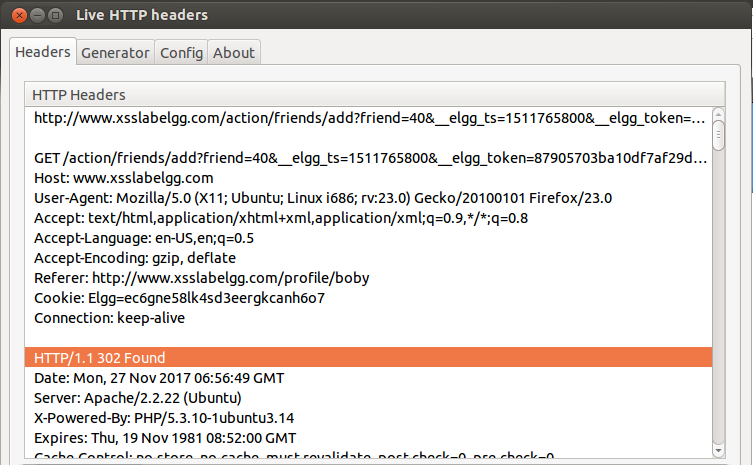 Live HTTP headers
Headers Generator Config About
HTTP Headers
http://www.xsslabelgg.com/action/friends/add?friend=40&__elgg_ts=1511765800&__elgg_token=...
GET /action/friends/add?friend=40&__elgg_ts=1511765800&__elgg_token=87905703ba10df7af29d...
Host: www.xsslabelgg.com
User-Agent: Mozilla/5.0 (X11; Ubuntu; Linux i686; rv:23.0) Gecko/20100101 Firefox/23.0
Accept: text/html,application/xhtml+xml,application/xml;q=0.9,*/*;q=0.8
Accept-Language: en-US,en;q=0.5
Accept-Encoding: gzip, deflate
Referer: http://www.xsslabelgg.com/profile/boby
Cookie: Elgg=ec6gne58lk4sd3eergkcanh6o7
Connection: keep-alive
HTTP/1.1 302 Found
Date: Mon, 27 Nov 2017 06:56:49 GMT
Server: Apache/2.2.22 (Ubuntu)
X-Powered-By: PHP/5.3.10-1ubuntu3.14
Expires: Thu, 19 Nov 1981 08:52:00 GMT
Cache-Control: no-store, no-cache, must-revalidate, post-check=0, pre-check=0